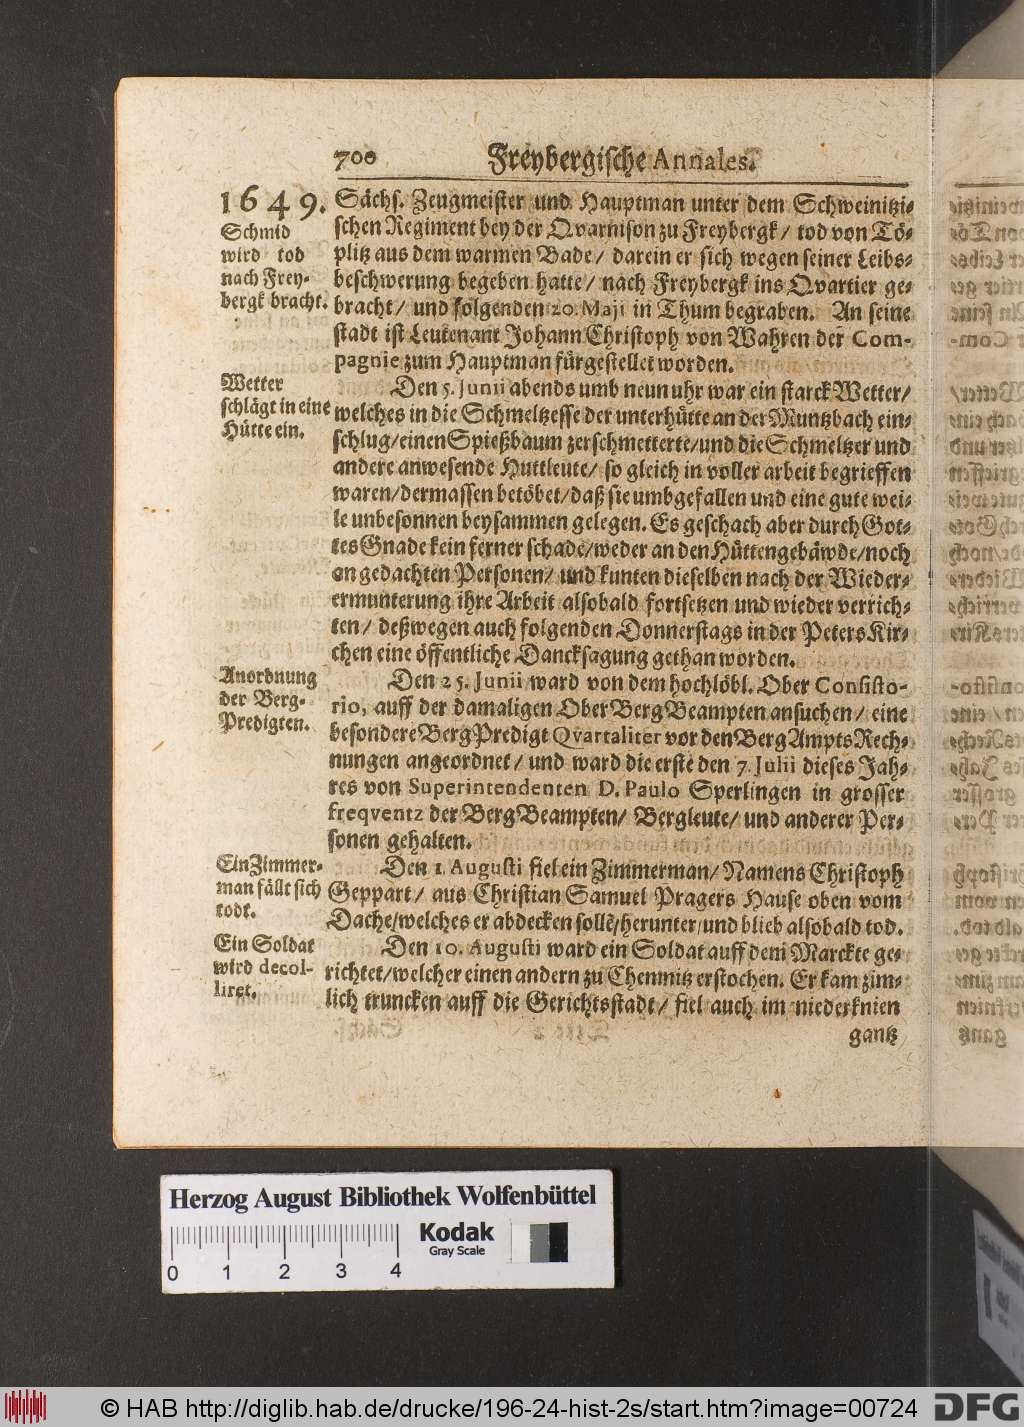 700 Freybergische Annales.
1649.
Schmid
wird tod
nach Frey-
bergk bracht.
Sächs. Zeugmeister und Hauptman unter dem Schweinitzi-
schen Regiment bey der Qvarnison zu Freybergk/ tod von Tö-
plitz aus dem warmen Bade/ darein er sich wegen seiner Leibs-
beschwerung begeben hatte/ nach Freybergk ins Qvartier ge-
bracht/ und folgenden 20. Maji in Thum begraben. An seine
stadt ist Leutenant Johann Christoph von Wahren der Com-
pagnie zum Hauptman fürgestellet worden.
Wetter
schlägt in eine
Hütte ein.
Den 5. Junii abends umb neun uhr war ein starck Wetter/
welches in die Schmeltzesse der unterhütte an der Muntzbach ein-
schlug/ einen Spießbaum zerschmetterte/ und die Schmeltzer und
andere anwesende Huttleute/ so gleich in voller arbeit begrieffen
waren/ dermassen betöbet/ daß sie umbgefallen und eine gute wei-
le unbesonnen beysammen gelegen. Es geschach aber durch Got-
tes Gnade kein ferner schade/ weder an den Hüttengebäwde/ noch
an gedachten Personen/ und kunten dieselben nach der Wieder-
ermunterung ihre Arbeit alsobald fortsetzen und wieder verrich-
ten/ deßwegen auch folgenden Donnerstags in der Peters Kir-
chen eine öffentliche Dancksagung gethan worden.
Anordnung
der Berg-
Predigten.
Den 25. Junii ward von dem hochlöbl. Ober Consisto-
rio, auff der damaligen Ober Berg Beampten ansuchen/ eine
besondere Berg Predigt Qvartaliter vor den Berg Ampts Rech-
nungen angeordnet/ und ward die erste den 7. Julii dieses Jah-
res von Superintendenten D. Paulo Sperlingen in grosser
freqventz der Berg Beampten/ Bergleute/ und anderer Per-
sonen gehalten.
Ein Zimmer-
man fällt sich
todt.
Den 1. Augusti fiel ein Zimmerman/ Namens Christoph
Geppart/ aus Christian Samuel Pragers Hause oben vom
Dache/ welches er abdecken sollẽ/ herunter/ und blieb alsobald tod.
Ein Soldat
wird decol-
liret.
Den 10. Augusti ward ein Soldat auff dem Marckte ge-
richtet/ welcher einen andern zu Chemnitz erstochen. Er kam zim-
lich truncken auff die Gerichtsstadt/ fiel auch im niederknien
gantz
Herzog August Bibliothek Wolfenbüttel
Kodak
Gray Scale
0 1 2 3 4
© HAB http://diglib.hab.de/drucke/196-24-hist-2s/start.htm?image=00724
DFG